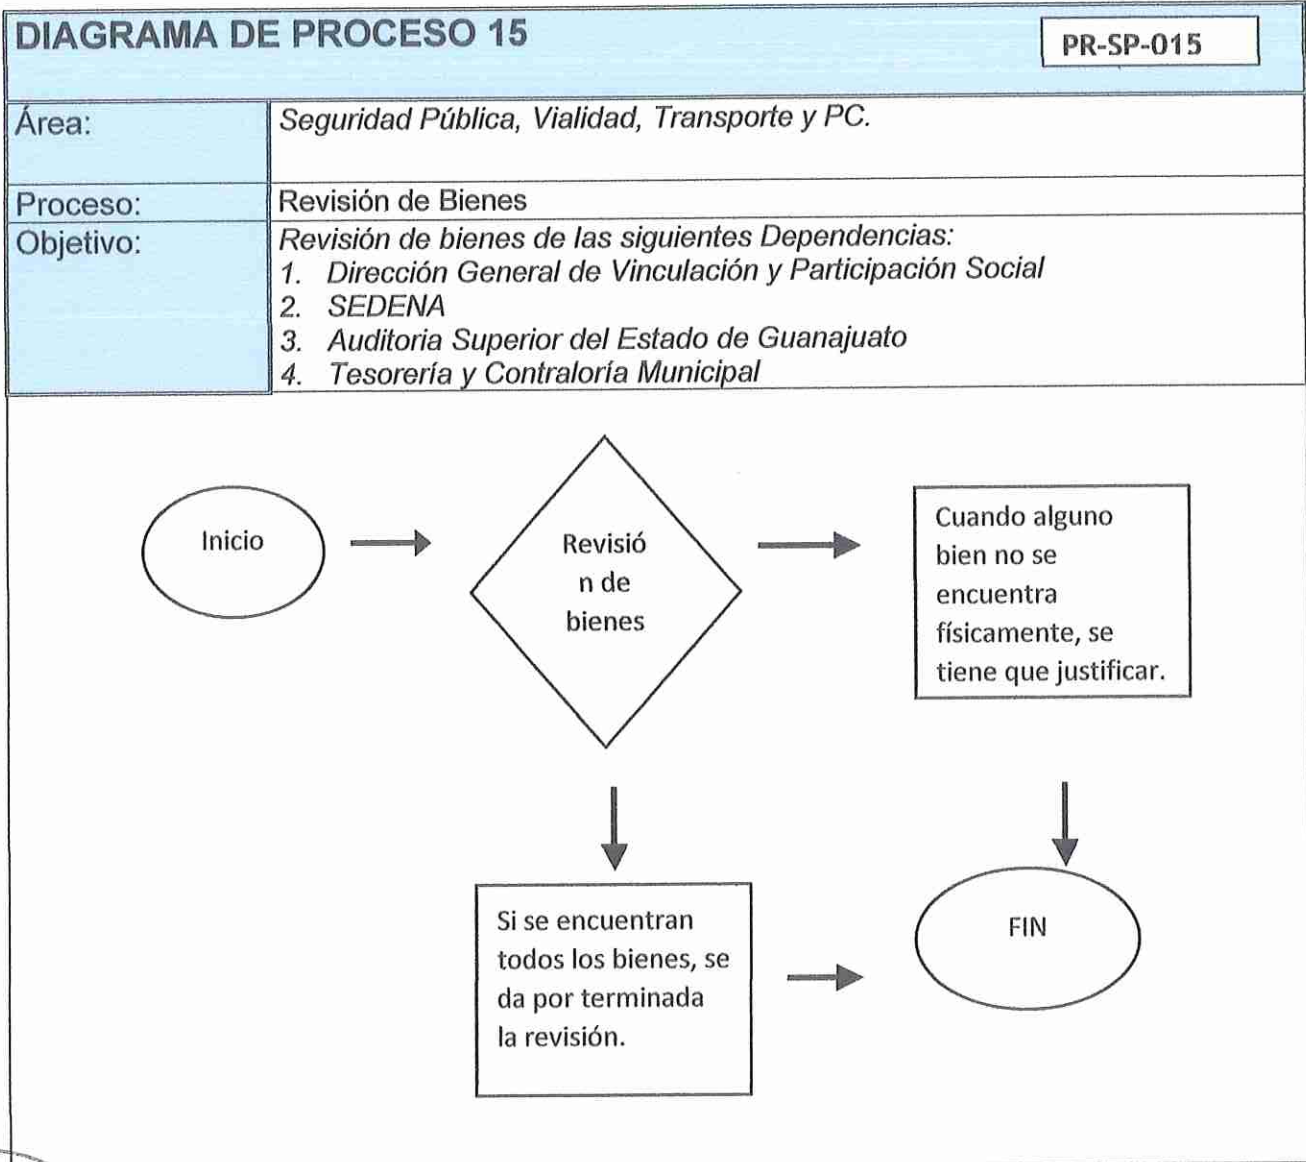 DIAGRAMA DE PROCESO 15
PR-SP-015
Área:
Seguridad Pública, Vialidad, Transporte y PC.
Proceso:
Revisión de Bienes
Objetivo:
Revisión de bienes de las siguientes Dependencias:
1. Dirección General de Vinculación y Participación Social
2. SEDENA
3. Auditoria Superior del Estado de Guanajuato
4. Tesorería y Contraloría Municipal
Inicio
Revisió
n de
bienes
Cuando alguno
bien no se
encuentra
físicamente, se
tiene que justificar.
Si se encuentran
todos los bienes, se
da por terminada
la revisión.
FIN